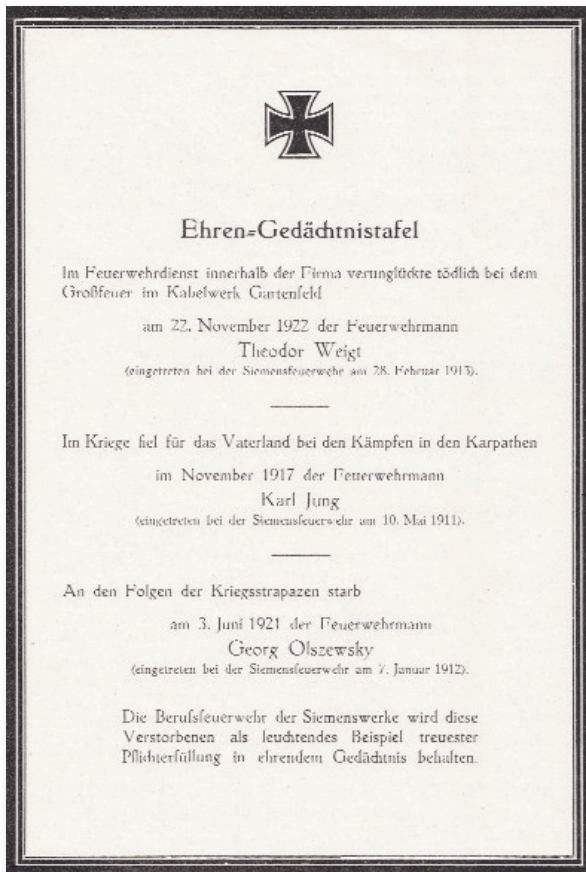 Ehren-Gedächtnistafel
Im Feuerwehrdienst innerhalb der Firma verunglückte tödlich bei dem
Großfeuer im Kabelwerk Gartenfeld
am 22. November 1922 der Feuerwehrmann
Theodor Weigt
(eingetreten bei der Siemensfeuerwehr am 28. Februar 1913).
Im Kriege fiel für das Vaterland bei den Kämpfen in den Karpathen
im November 1917 der Feuerwehrmann
Karl Jung
(eingetreten bei der Siemensfeuerwehr am 10. Mai 1911).
An den Folgen der Kriegsstrapazen starb
am 3. Juni 1921 der Feuerwehrmann
Georg Olszewsky
(eingetreten bei der Siemensfeuerwehr am 7. Januar 1912).
Die Berufsfeuerwehr der Siemenswerke wird diese
Verstorbenen als leuchtendes Beispiel treuester
Pflichterfüllung in ehrendem Gedächtnis behalten.